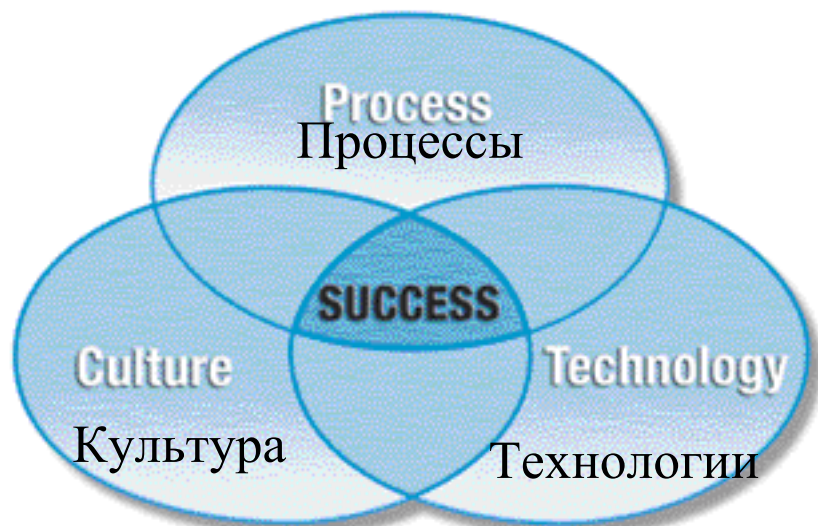 Process
Процессы
SUCCESS
Culture
Technology
Культура
Технологии